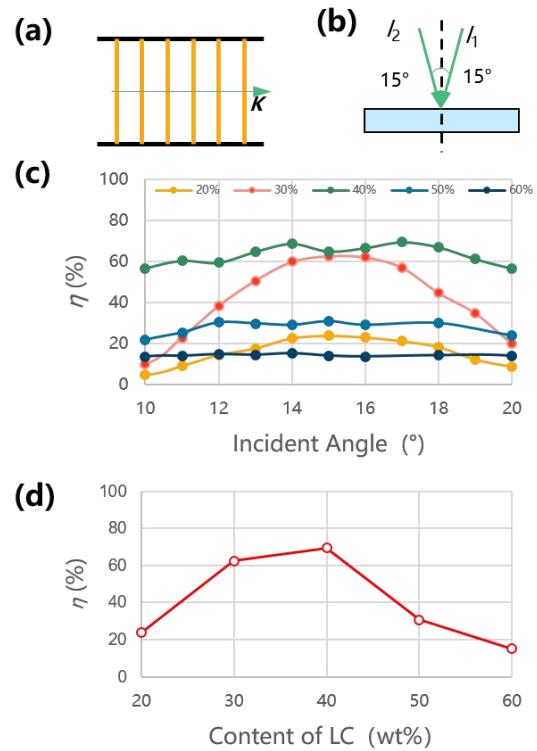 (a)
K
(b)
I2
I1
15°
15°
(c)
100
80
60
40
20
0
η (%)
20%
30%
40%
50%
60%
10
12
14
16
18
20
Incident Angle (°)
(d)
100
80
60
40
20
0
η (%)
20
30
40
50
60
Content of LC (wt%)